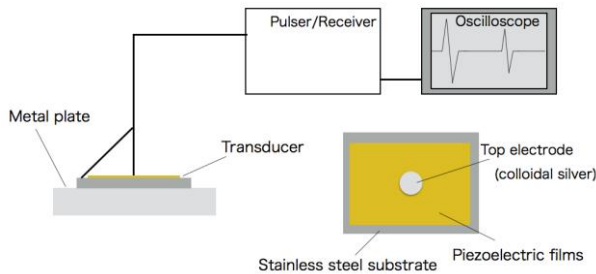 Pulser/Receiver
Oscilloscope
Metal plate
Transducer
Top electrode
(colloidal silver)
Stainless steel substrate
Piezoelectric films